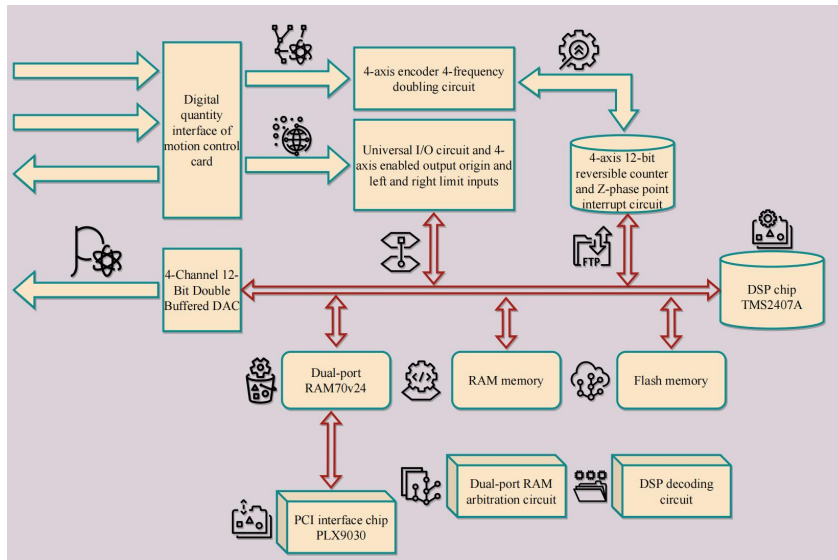 Digital
quantity
interface of
motion control
card
4-axis encoder 4-frequency
doubling circuit
Universal I/O circuit and 4-
axis enabled output origin and
left and right limit inputs
4-axis 12-bit
reversible counter
and Z-phase point
interrupt circuit
FTP
4-Channel 12-
Bit Double
Buffered DAC
DSP chip
TMS2407A
Dual-port
RAM70v24
RAM memory
Flash memory
PCI interface chip
PLX9030
Dual-port RAM
arbitration circuit
DSP decoding
circuit